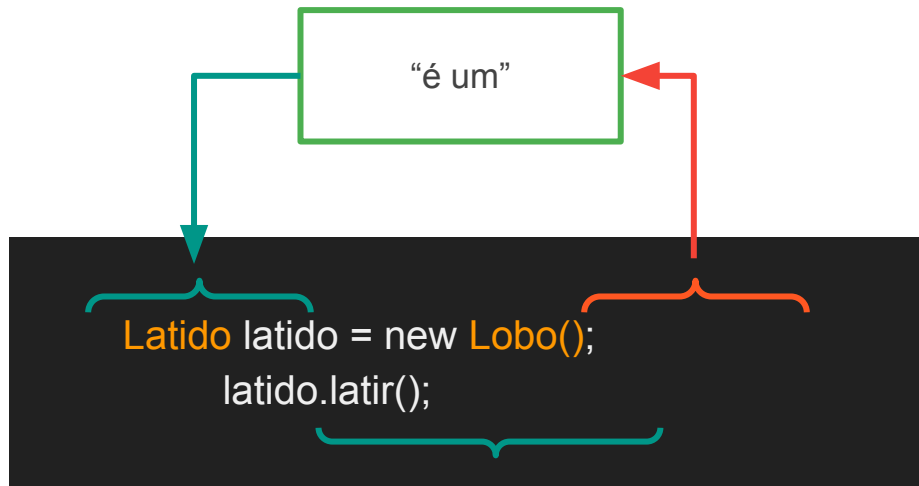 “é um”
Latido latido = new Lobo();
latido.latir();